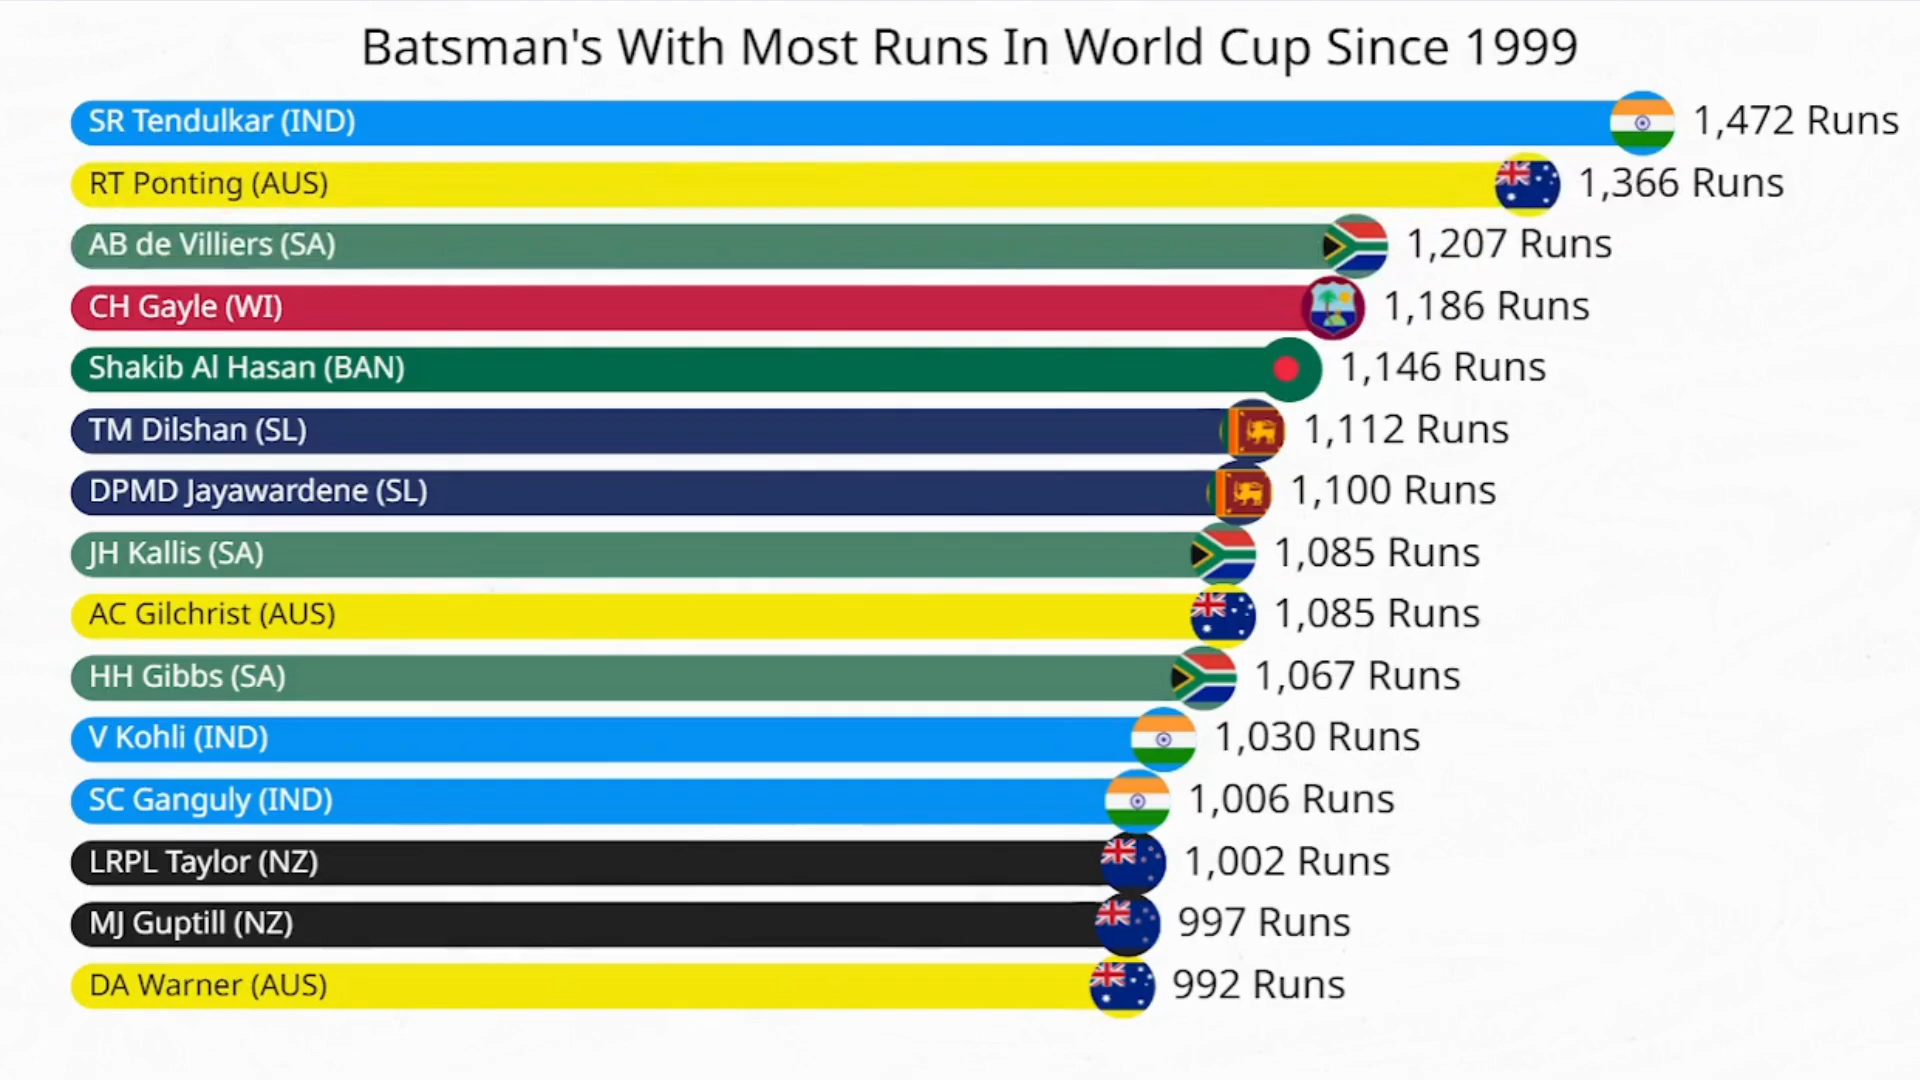 Batsman's With Most Runs In World Cup Since 1999
SR Tendulkar (IND) 1,472 Runs
RT Ponting (AUS) 1,366 Runs
AB de Villiers (SA) 1,207 Runs
CH Gayle (WI) 1,186 Runs
Shakib Al Hasan (BAN) 1,146 Runs
TM Dilshan (SL) 1,112 Runs
DPMD Jayawardene (SL) 1,100 Runs
JH Kallis (SA) 1,085 Runs
AC Gilchrist (AUS) 1,085 Runs
HH Gibbs (SA) 1,067 Runs
V Kohli (IND) 1,030 Runs
SC Ganguly (IND) 1,006 Runs
LRPL Taylor (NZ) 1,002 Runs
MJ Guptill (NZ) 997 Runs
DA Warner (AUS) 992 Runs